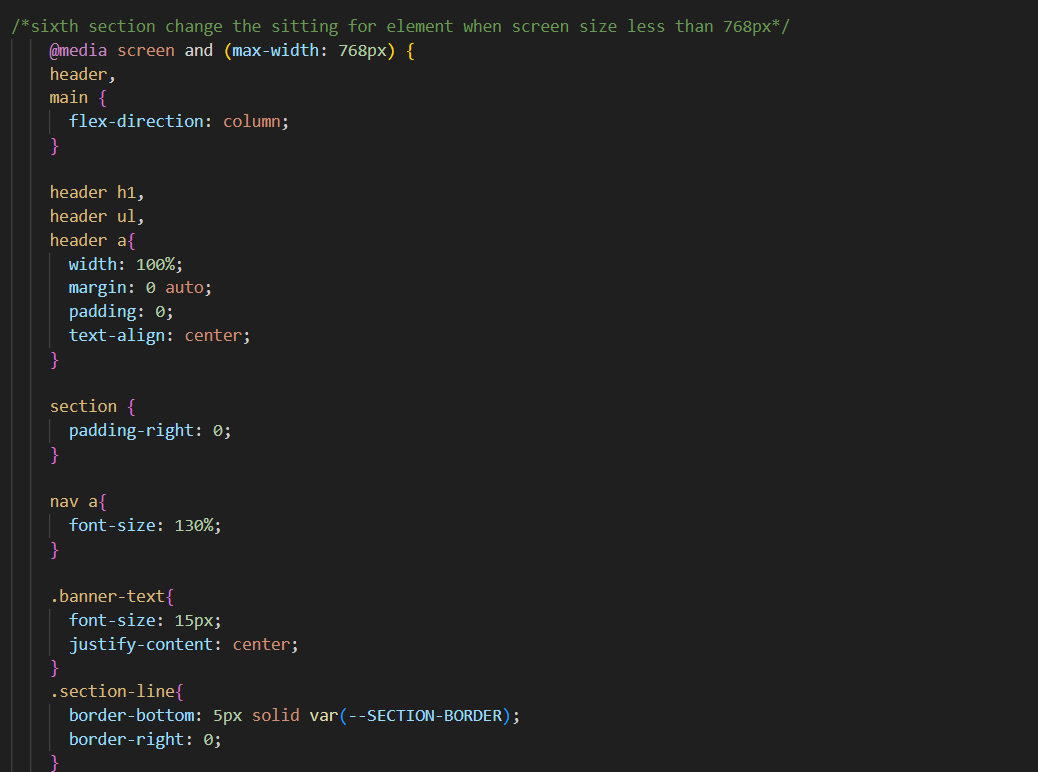 /*sixth section change the sitting for element when screen size less than 768px*/
@media screen and (max-width: 768px) {
header,
main {
flex-direction: column;
}
header h1,
header ul,
header a{
width: 100%;
margin: 0 auto;
padding: 0;
text-align: center;
}
section {
padding-right: 0;
}
nav a{
font-size: 130%;
}
.banner-text{
font-size: 15px;
justify-content: center;
}
.section-line{
border-bottom: 5px solid var(--SECTION-BORDER);
border-right: 0;
}